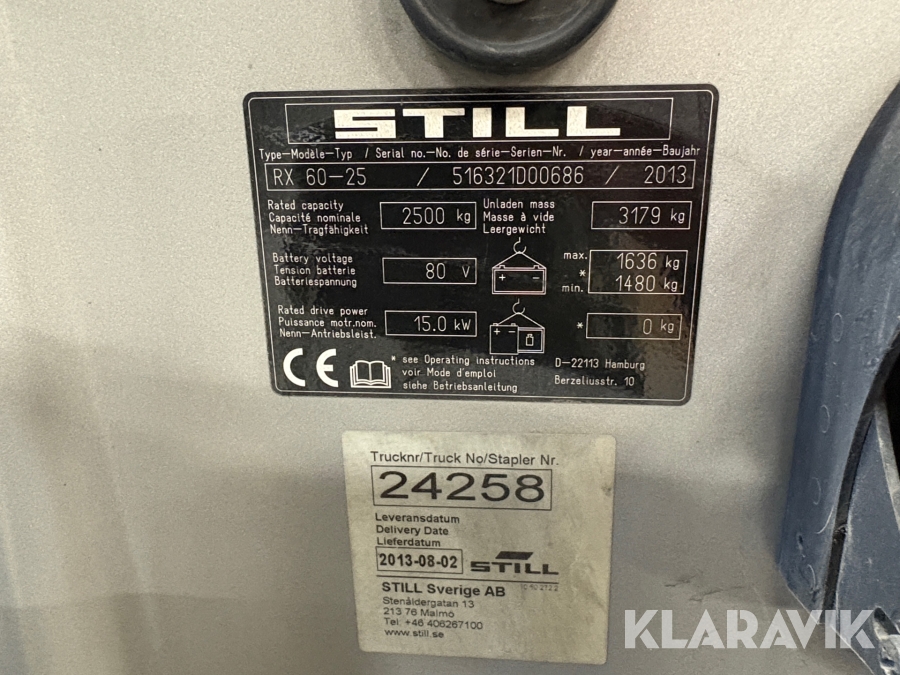 STILL
Type-Modèle-Typ / Serial no.-No. de série-Serien-Nr. / year-année-Baujahr
RX 60-25 / 516321D00686 / 2013
Rated capacity
Capacité nominale
Nenn-Tragfähigkeit
2500 kg
Unladen mass
Masse à vide
Leergewicht
3179 kg
Battery voltage
Tension batterie
Batteriespannung
80 V
+ -
max. 1636 kg
*
min. 1480 kg
Rated drive power
Puissance motr.nom.
Nenn-Antriebsleist.
15.0 kW
+ -
* 0 kg
CE
* see Operating instructions
voir Mode d'emploi
siehe Betriebsanleitung
D-22113 Hamburg
Berzeliusstr. 10
Trucknr/Truck No/Stapler Nr.
24258
Leveransdatum
Delivery Date
Lieferdatum
2013-08-02
STILL
STILL Sverige AB
Stenåldergatan 13
213 76 Malmö
Tel: +46 406267100
www.still.se
KLARAVIK